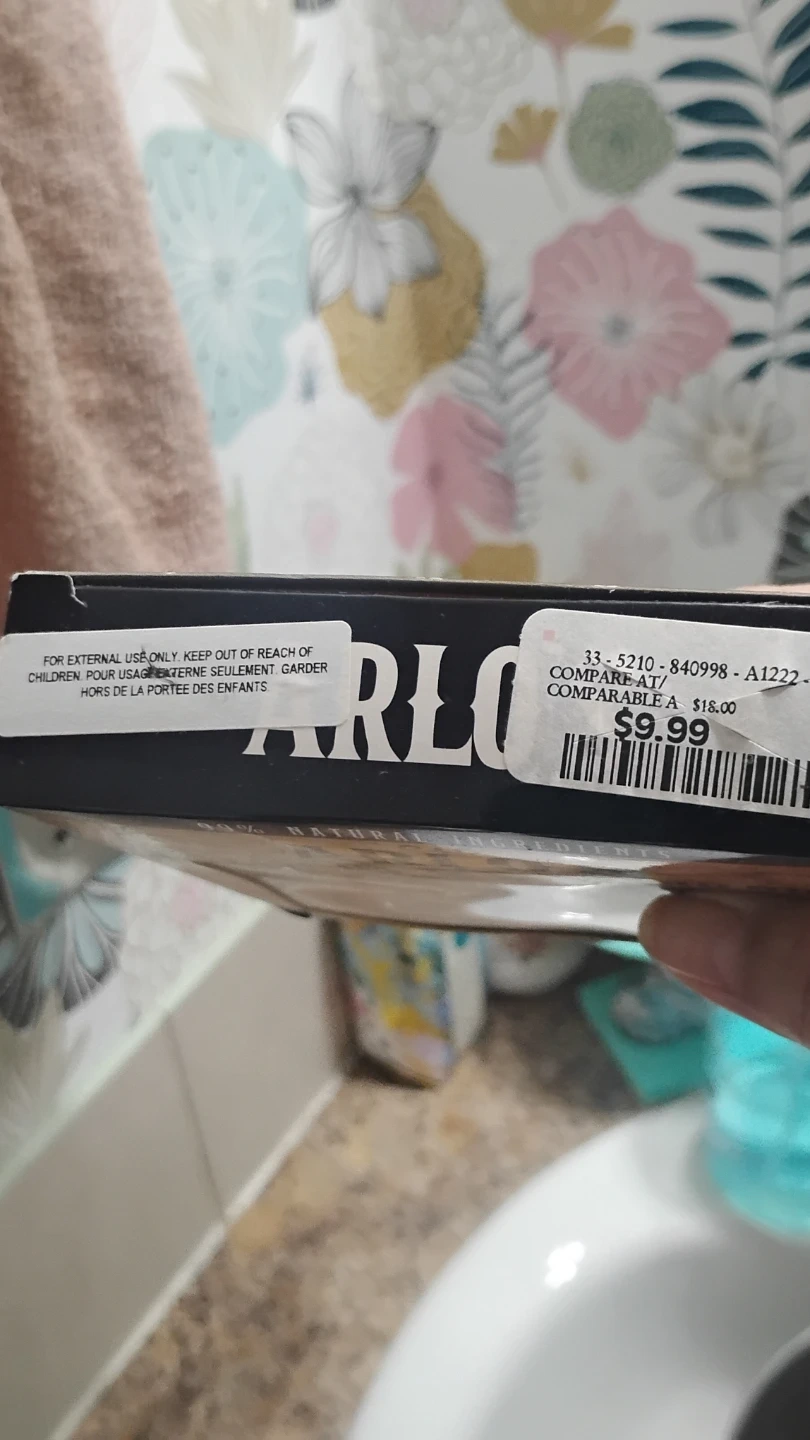 FOR EXTERNAL USE ONLY. KEEP OUT OF REACH OF
CHILDREN. POUR USAGE EXTERNE SEULEMENT. GARDER
HORS DE LA PORTEE DES ENFANTS.
ARLO
33 - 5210 - 840998 - A1222 -
COMPARE AT/
COMPARABLE A $18.00
$9.99
99% NATURAL INGREDIENTS